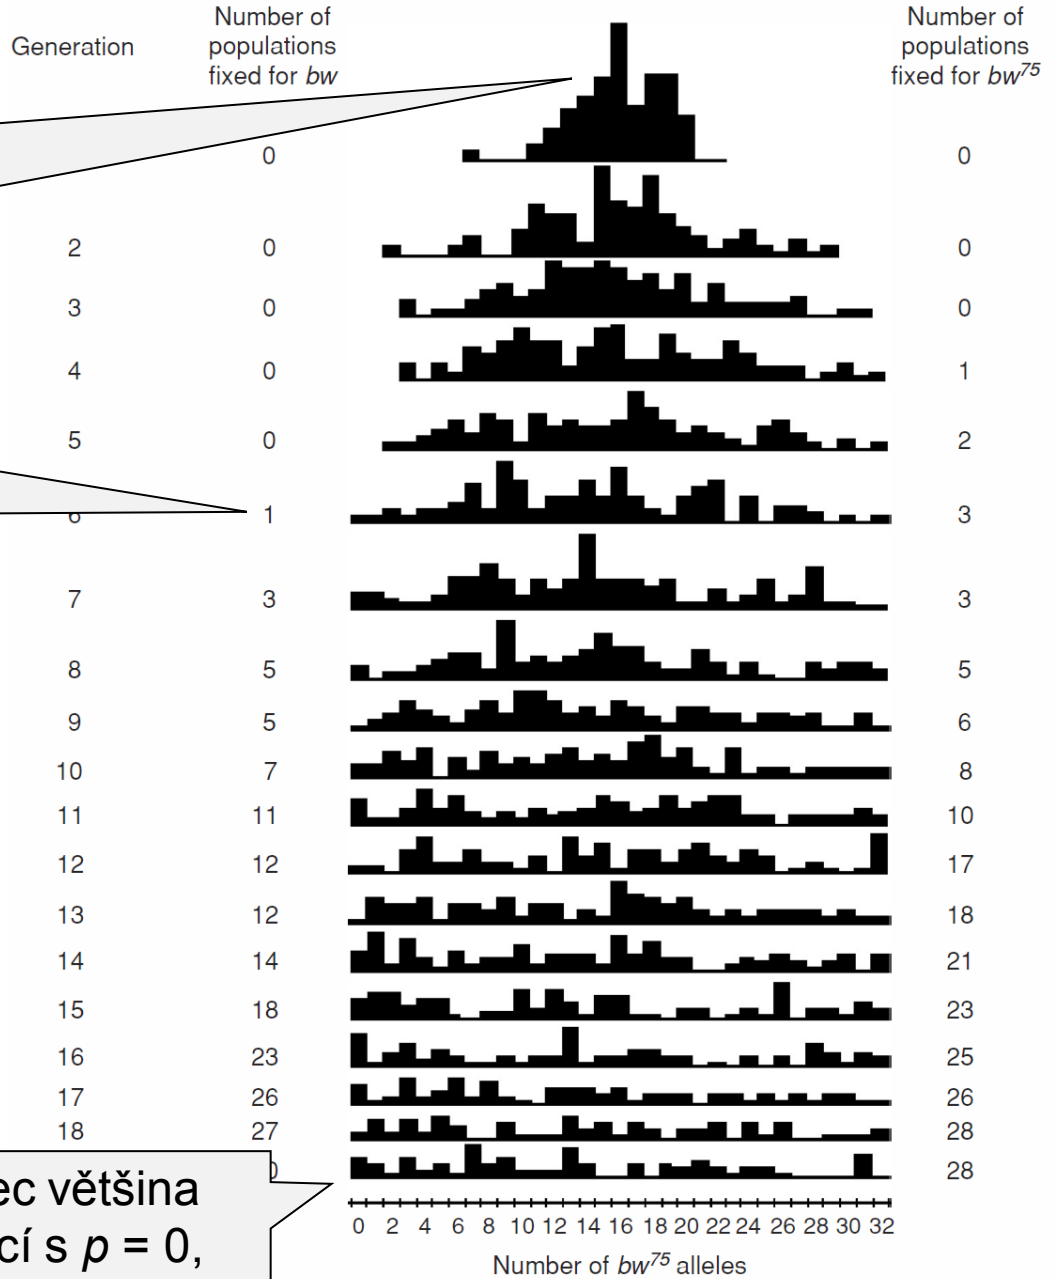 Generation
Number of
populations
fixed for bw
Number of
populations
fixed for bw75
0 0
2 0 0
3 0 0
4 0 1
5 0 2
1 3
7 3 3
8 5 5
9 5 6
10 7 8
11 11 10
12 12 17
13 12 18
14 14 21
15 18 23
16 23 25
17 26 26
18 27 28
28
většina
s p = 0,
0 2 4 6 8 10 12 14 16 18 20 22 24 26 28 30 32
Number of bw75 alleles